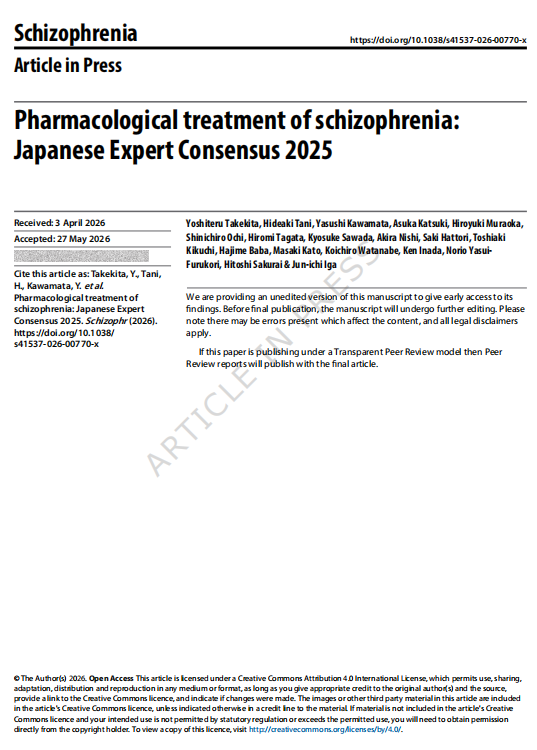 Schizophrenia
https://doi.org/10.1038/s41537-026-00770-x
Article in Press
Pharmacological treatment of schizophrenia:
Japanese Expert Consensus 2025
Received: 3 April 2026
Accepted: 27 May 2026
Cite this article as: Takekita, Y., Tani,
H., Kawamata, Y. et al.
Pharmacological treatment of
schizophrenia: Japanese Expert
Consensus 2025. Schizophr (2026).
https://doi.org/10.1038/
s41537-026-00770-x
Yoshiteru Takekita, Hideaki Tani, Yasushi Kawamata, Asuka Katsuki, Hiroyuki Muraoka,
Shinichiro Ochi, Hiromi Tagata, Kyosuke Sawada, Akira Nishi, Saki Hattori, Toshiaki
Kikuchi, Hajime Baba, Masaki Kato, Koichiro Watanabe, Ken Inada, Norio Yasui-
Furukori, Hitoshi Sakurai & Jun-ichi Iga
We are providing an unedited version of this manuscript to give early access to its
findings. Before final publication, the manuscript will undergo further editing. Please
note there may be errors present which affect the content, and all legal disclaimers
apply.
If this paper is publishing under a Transparent Peer Review model then Peer
Review reports will publish with the final article.
ARTICLE IN PRESS
© The Author(s) 2026. Open Access This article is licensed under a Creative Commons Attribution 4.0 International License, which permits use, sharing,
adaptation, distribution and reproduction in any medium or format, as long as you give appropriate credit to the original author(s) and the source,
provide a link to the Creative Commons licence, and indicate if changes were made. The images or other third party material in this article are included
in the article's Creative Commons licence, unless indicated otherwise in a credit line to the material. If material is not included in the article's Creative
Commons licence and your intended use is not permitted by statutory regulation or exceeds the permitted use, you will need to obtain permission
directly from the copyright holder. To view a copy of this licence, visit http://creativecommons.org/licenses/by/4.0/.